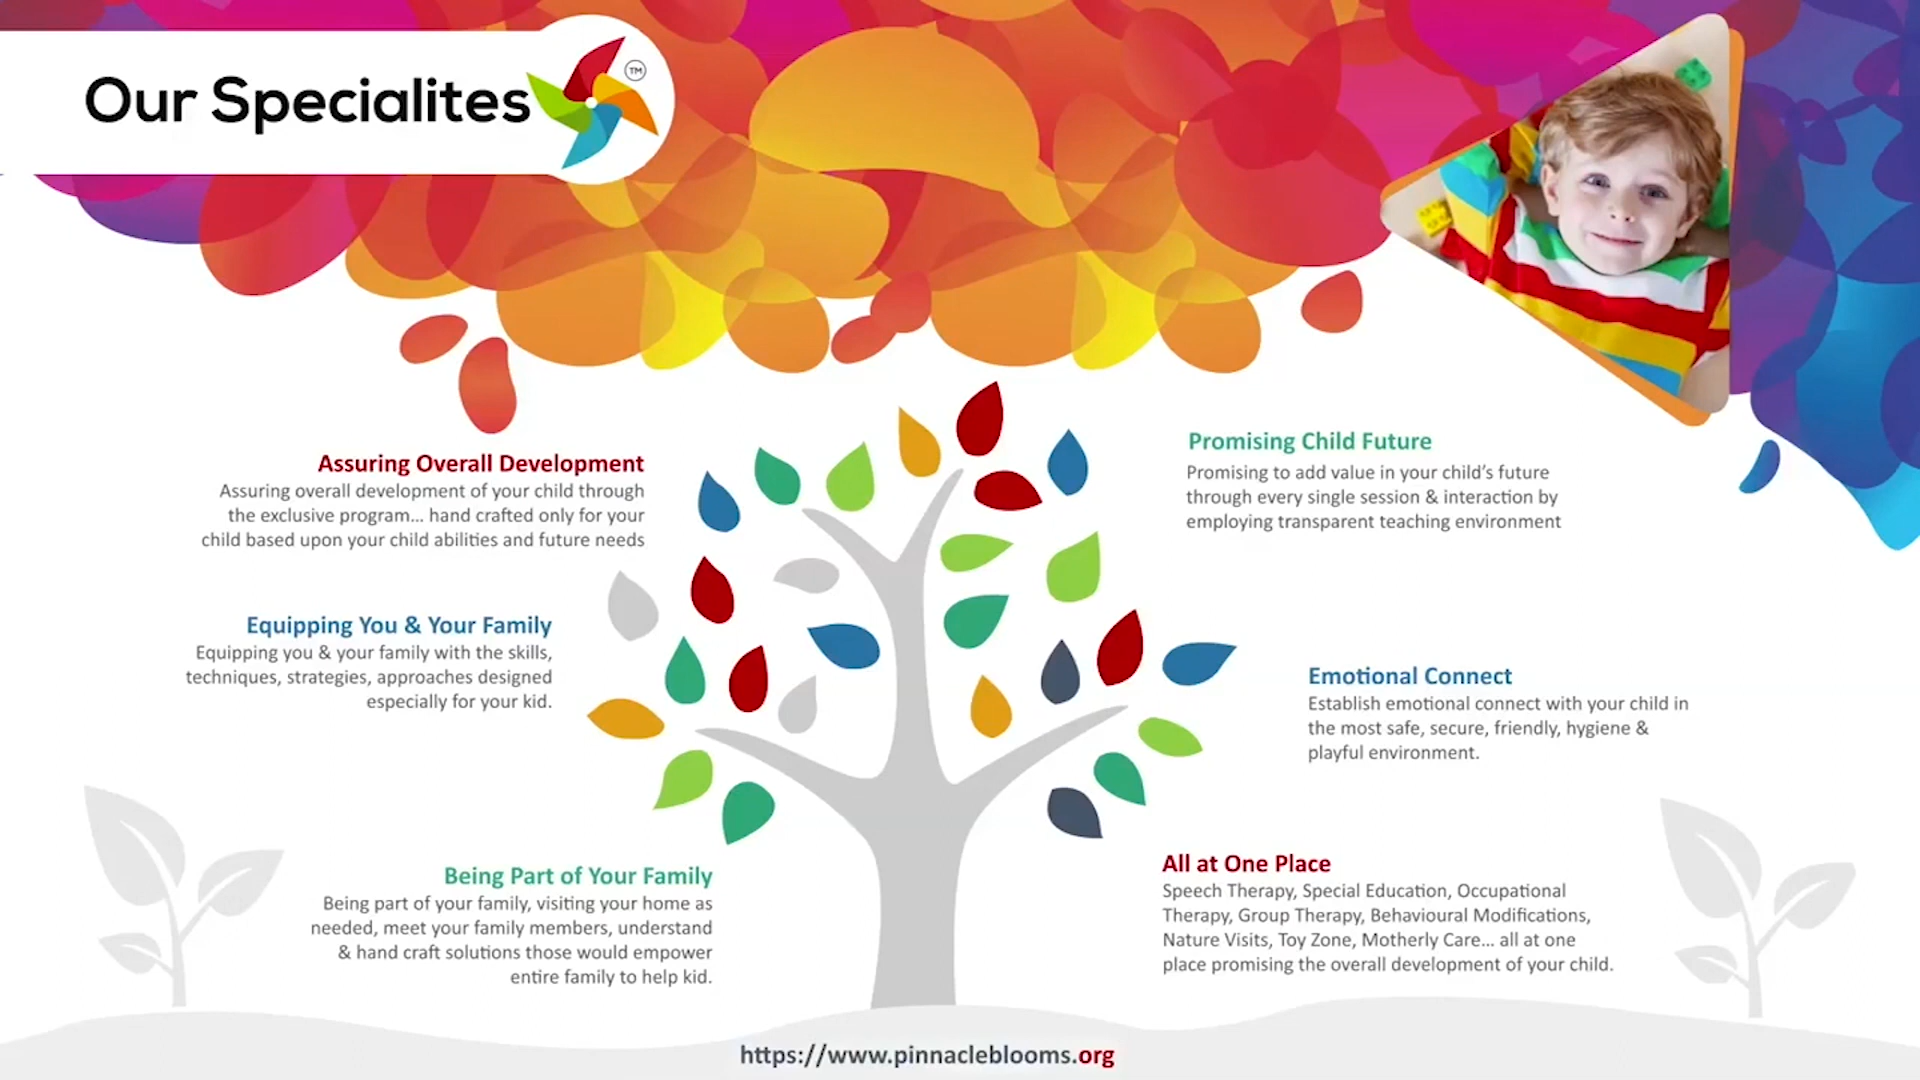 Our Specialites
TM
Assuring Overall Development
Assuring overall development of your child through
the exclusive program... hand crafted only for your
child based upon your child abilities and future needs
Equipping You & Your Family
Equipping you & your family with the skills,
techniques, strategies, approaches designed
especially for your kid.
Being Part of Your Family
Being part of your family, visiting your home as
needed, meet your family members, understand
& hand craft solutions those would empower
entire family to help kid.
Promising Child Future
Promising to add value in your child's future
through every single session & interaction by
employing transparent teaching environment
Emotional Connect
Establish emotional connect with your child in
the most safe, secure, friendly, hygiene &
playful environment.
All at One Place
Speech Therapy, Special Education, Occupational
Therapy, Group Therapy, Behavioural Modifications,
Nature Visits, Toy Zone, Motherly Care... all at one
place promising the overall development of your child.
https://www.pinnacleblooms.org